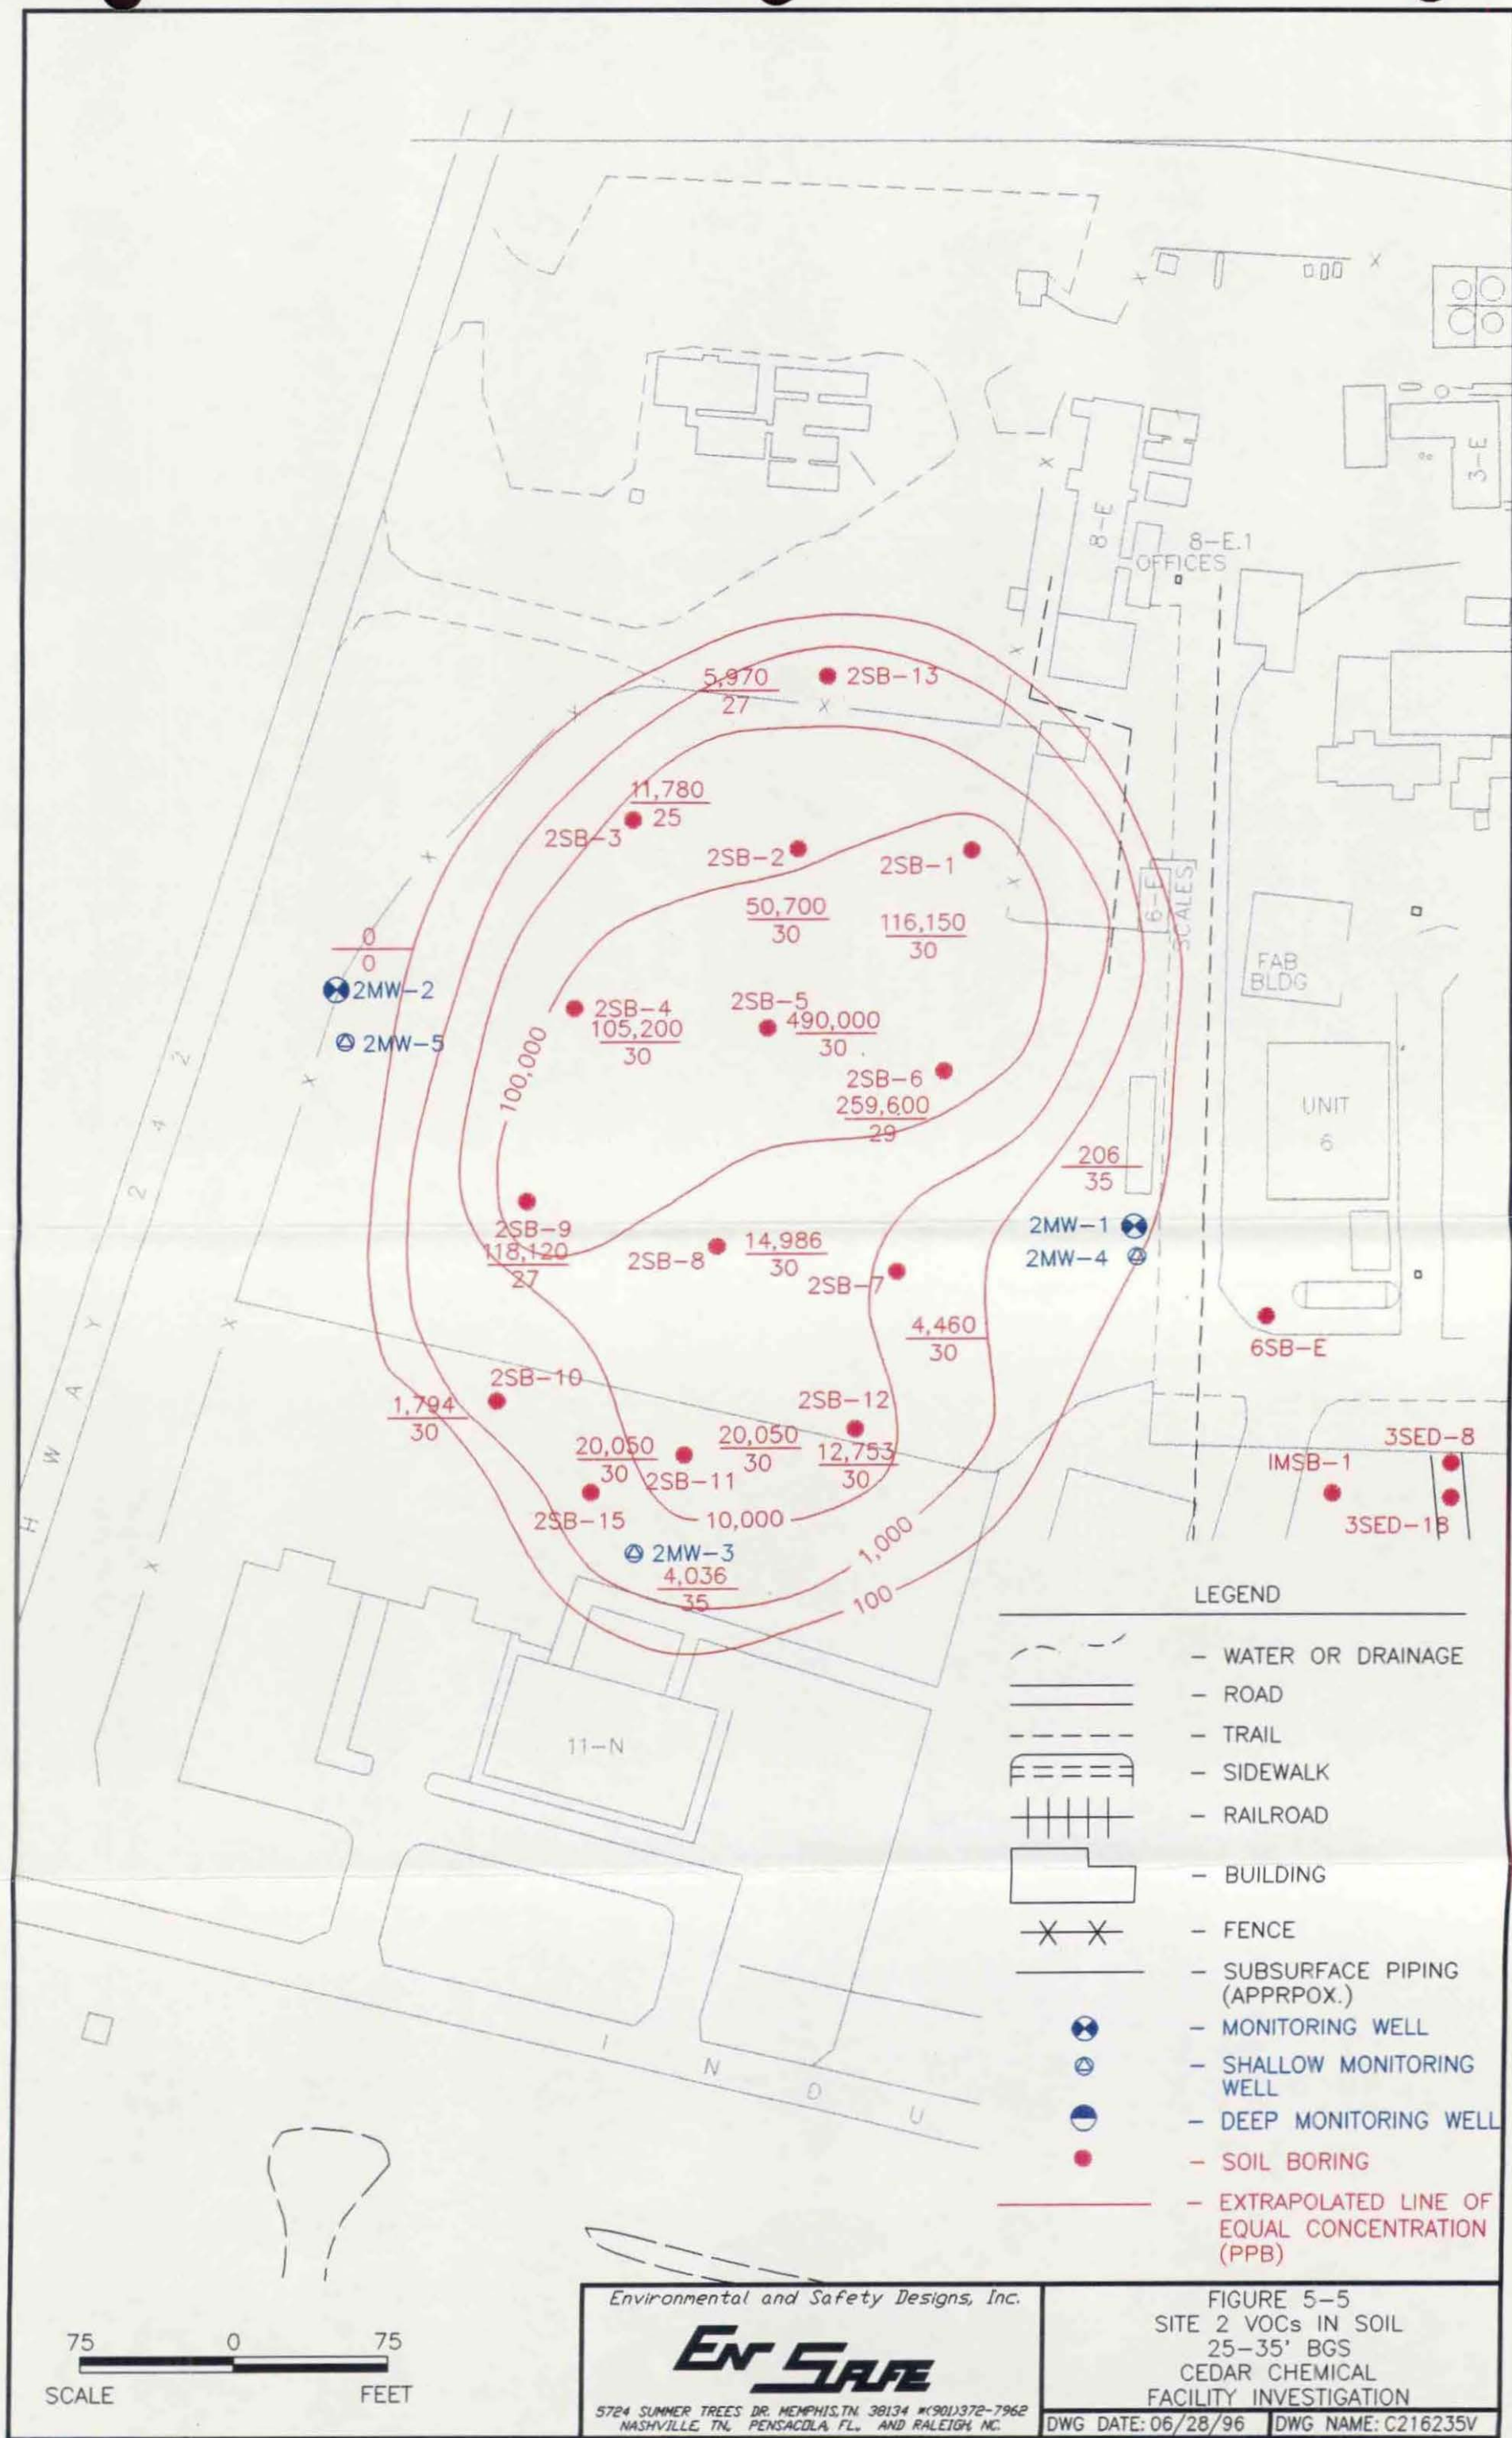 8-E
8-E.1
OFFICES
3-E
5,970
27
2SB-13
11,780
25
2SB-3
2SB-2
2SB-1
50,700
30
116,150
30
6-E
SCALES
FAB
BLDG
0
0
2MW-2
2MW-5
2SB-4
105,200
30
2SB-5
490,000
30
2SB-6
259,600
29
100,000
UNIT
6
206
35
2MW-1
2MW-4
2SB-9
118,120
27
2SB-8
14,986
30
2SB-7
4,460
30
6SB-E
HWAY 242
2SB-10
1,794
30
2SB-12
20,050
30
20,050
30
12,753
30
2SB-11
2SB-15
10,000
1,000
100
2MW-3
4,036
35
IMSB-1
3SED-8
3SED-18
11-N
I N D U
LEGEND
- WATER OR DRAINAGE
- ROAD
- TRAIL
- SIDEWALK
- RAILROAD
- BUILDING
- FENCE
- SUBSURFACE PIPING
(APPRPOX.)
- MONITORING WELL
- SHALLOW MONITORING
WELL
- DEEP MONITORING WELL
- SOIL BORING
- EXTRAPOLATED LINE OF
EQUAL CONCENTRATION
(PPB)
75 0 75
SCALE FEET
Environmental and Safety Designs, Inc.
ENSAFE
5724 SUMMER TREES DR. MEMPHIS,TN. 38134 *(901)372-7962
NASHVILLE, TN, PENSACOLA, FL, AND RALEIGH, NC.
FIGURE 5-5
SITE 2 VOCs IN SOIL
25-35' BGS
CEDAR CHEMICAL
FACILITY INVESTIGATION
DWG DATE: 06/28/96 DWG NAME: C216235V